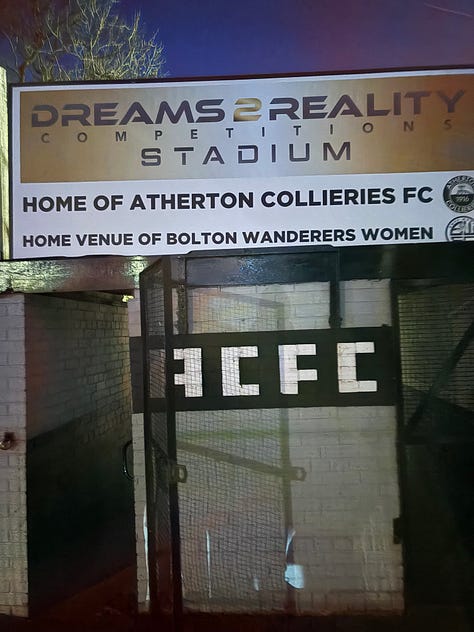 DREAMS 2 REALITY
COMPETITIONS
STADIUM
HOME OF ATHERTON COLLIERIES FC
HOME VENUE OF BOLTON WANDERERS WOMEN
ACFC